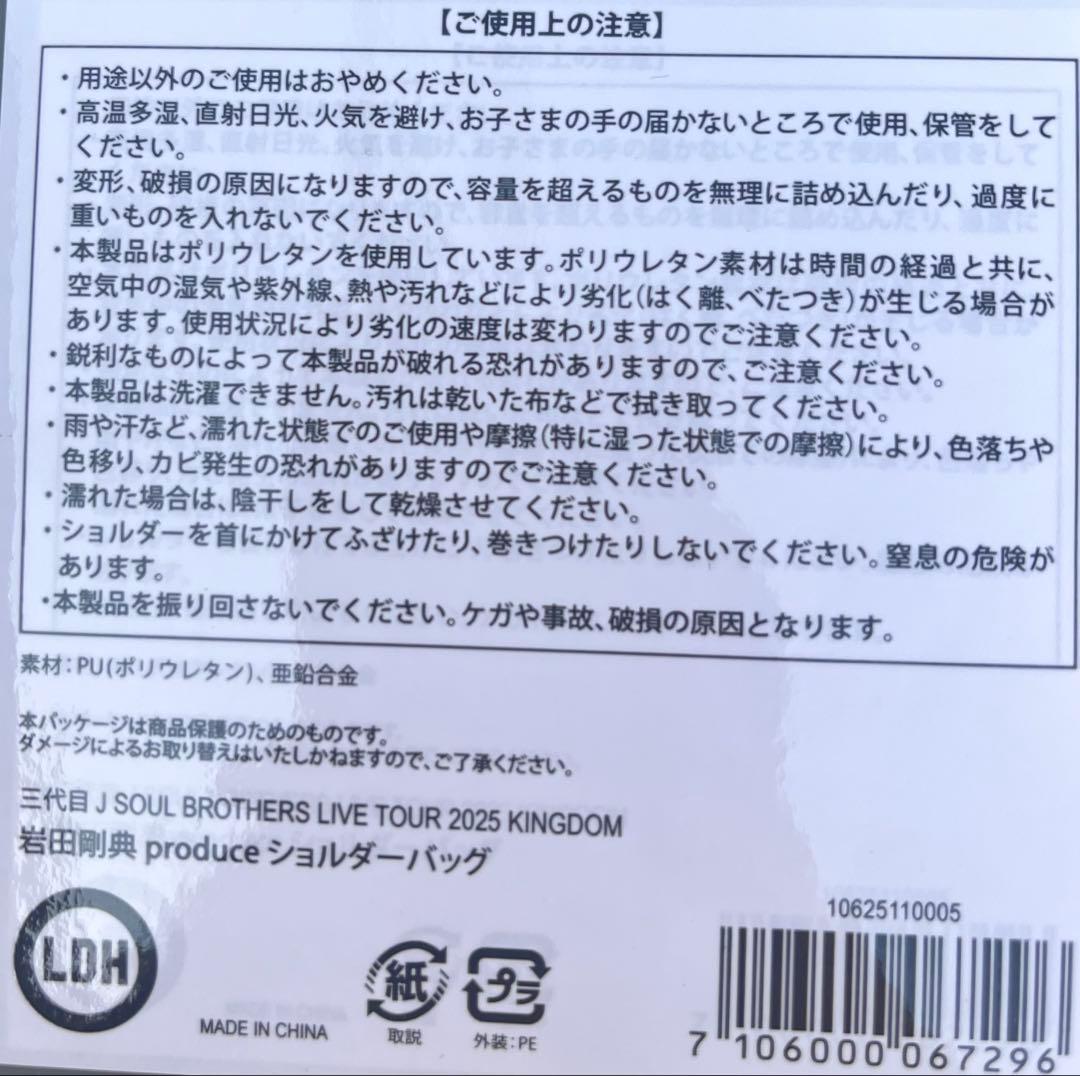 【ご使用上の注意】
・用途以外のご使用はおやめください。
・高温多湿、直射日光、火気を避け、お子さまの手の届かないところで使用、保管をして
ください。
・変形、破損の原因になりますので、容量を超えるものを無理に詰め込んだり、過度に
重いものを入れないでください。
・本製品はポリウレタンを使用しています。ポリウレタン素材は時間の経過と共に、
空気中の湿気や紫外線、熱や汚れなどにより劣化(はく離、べたつき)が生じる場合が
あります。使用状況により劣化の速度は変わりますのでご注意ください。
・鋭利なものによって本製品が破れる恐れがありますので、ご注意ください。
・本製品は洗濯できません。汚れは乾いた布などで拭き取ってください。
・雨や汗など、濡れた状態でのご使用や摩擦(特に湿った状態での摩擦)により、色落ちや
色移り、カビ発生の恐れがありますのでご注意ください。
・濡れた場合は、陰干しをして乾燥させてください。
・ショルダーを首にかけてふざけたり、巻きつけたりしないでください。窒息の危険が
あります。
・本製品を振り回さないでください。ケガや事故、破損の原因となります。
素材:PU(ポリウレタン)、亜鉛合金
本パッケージは商品保護のためのものです。
ダメージによるお取り替えはいたしかねますので、ご了承ください。
三代目 J SOUL BROTHERS LIVE TOUR 2025 KINGDOM
岩田剛典 produce ショルダーバッグ
LDH
MADE IN CHINA
紙
取説
プラ
外装:PE
10625110005
7 106000 067296